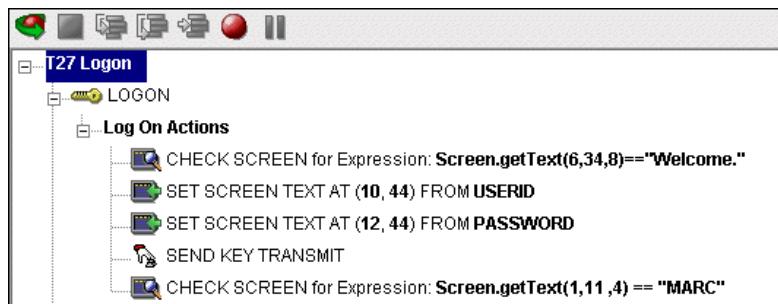 T27 Logon
LOGON
Log On Actions
CHECK SCREEN for Expression: Screen.getText(6,34,8)=="Welcome."
SET SCREEN TEXT AT (10, 44) FROM USERID
SET SCREEN TEXT AT (12, 44) FROM PASSWORD
SEND KEY TRANSMIT
CHECK SCREEN for Expression: Screen.getText(1,11 ,4) == "MARC"